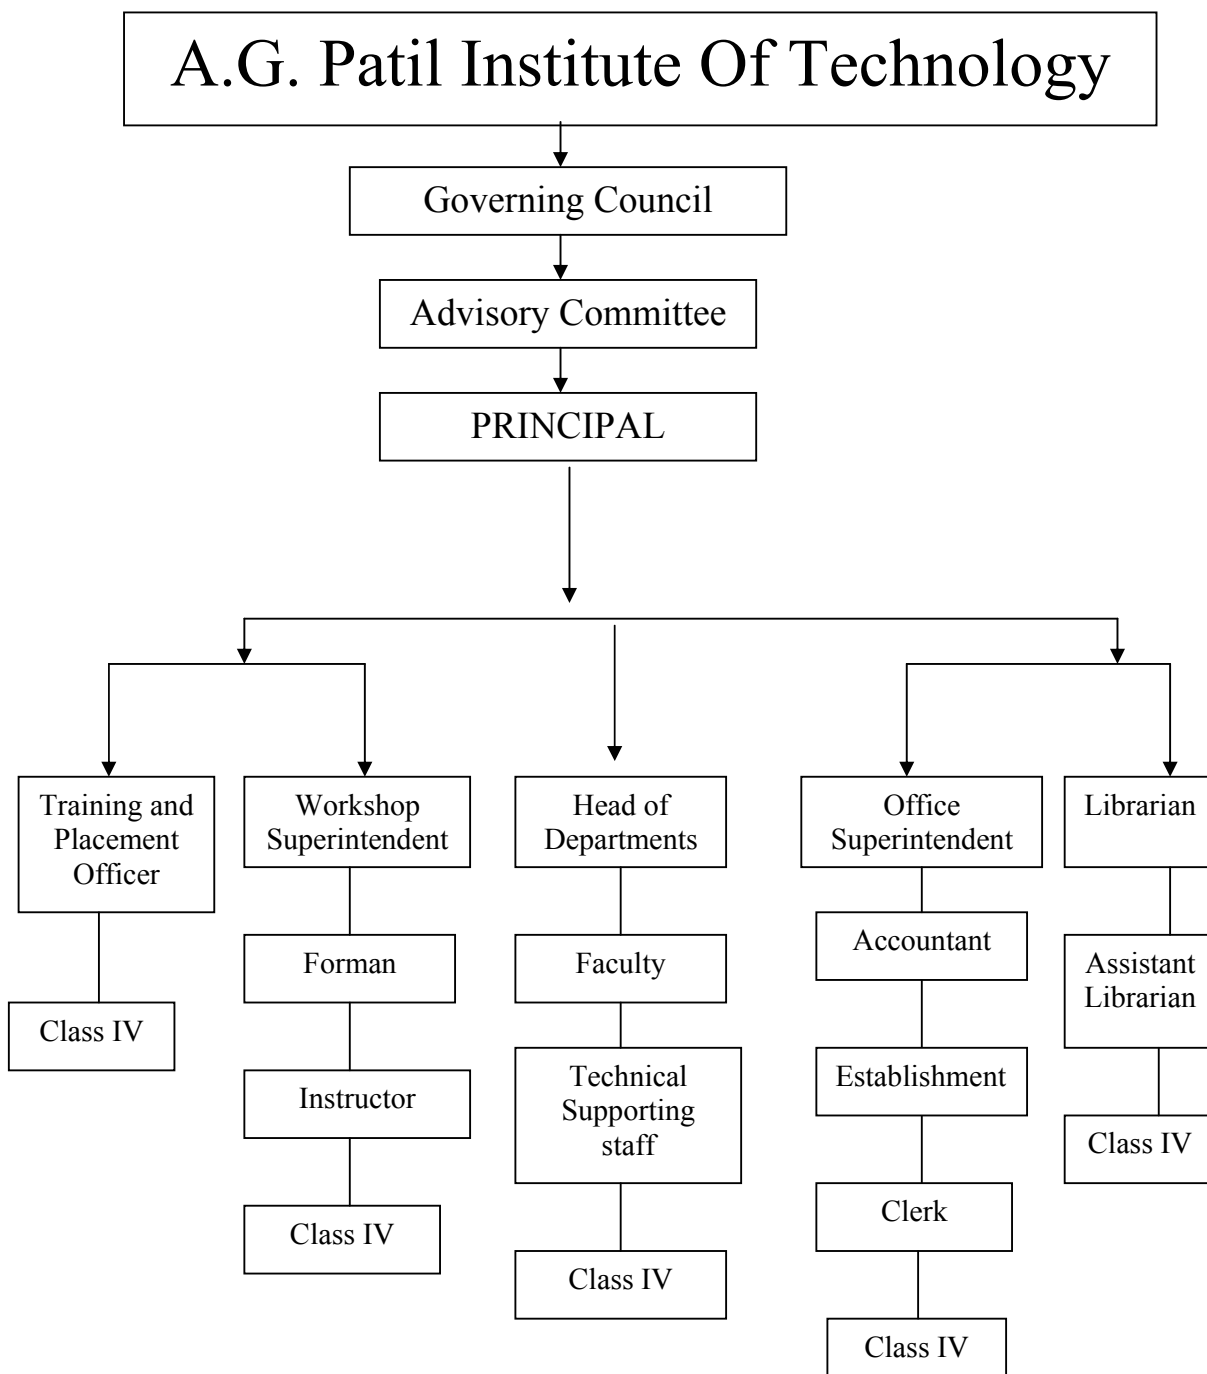 A.G. Patil Institute Of Technology
Governing Council
Advisory Committee
PRINCIPAL
Training and
Placement
Officer
Workshop
Superintendent
Head of
Departments
Office
Superintendent
Librarian
Accountant
Forman
Faculty
Assistant
Librarian
Class IV
Establishment
Instructor
Technical
Supporting
staff
Class IV
Clerk
Class IV
Class IV
Class IV